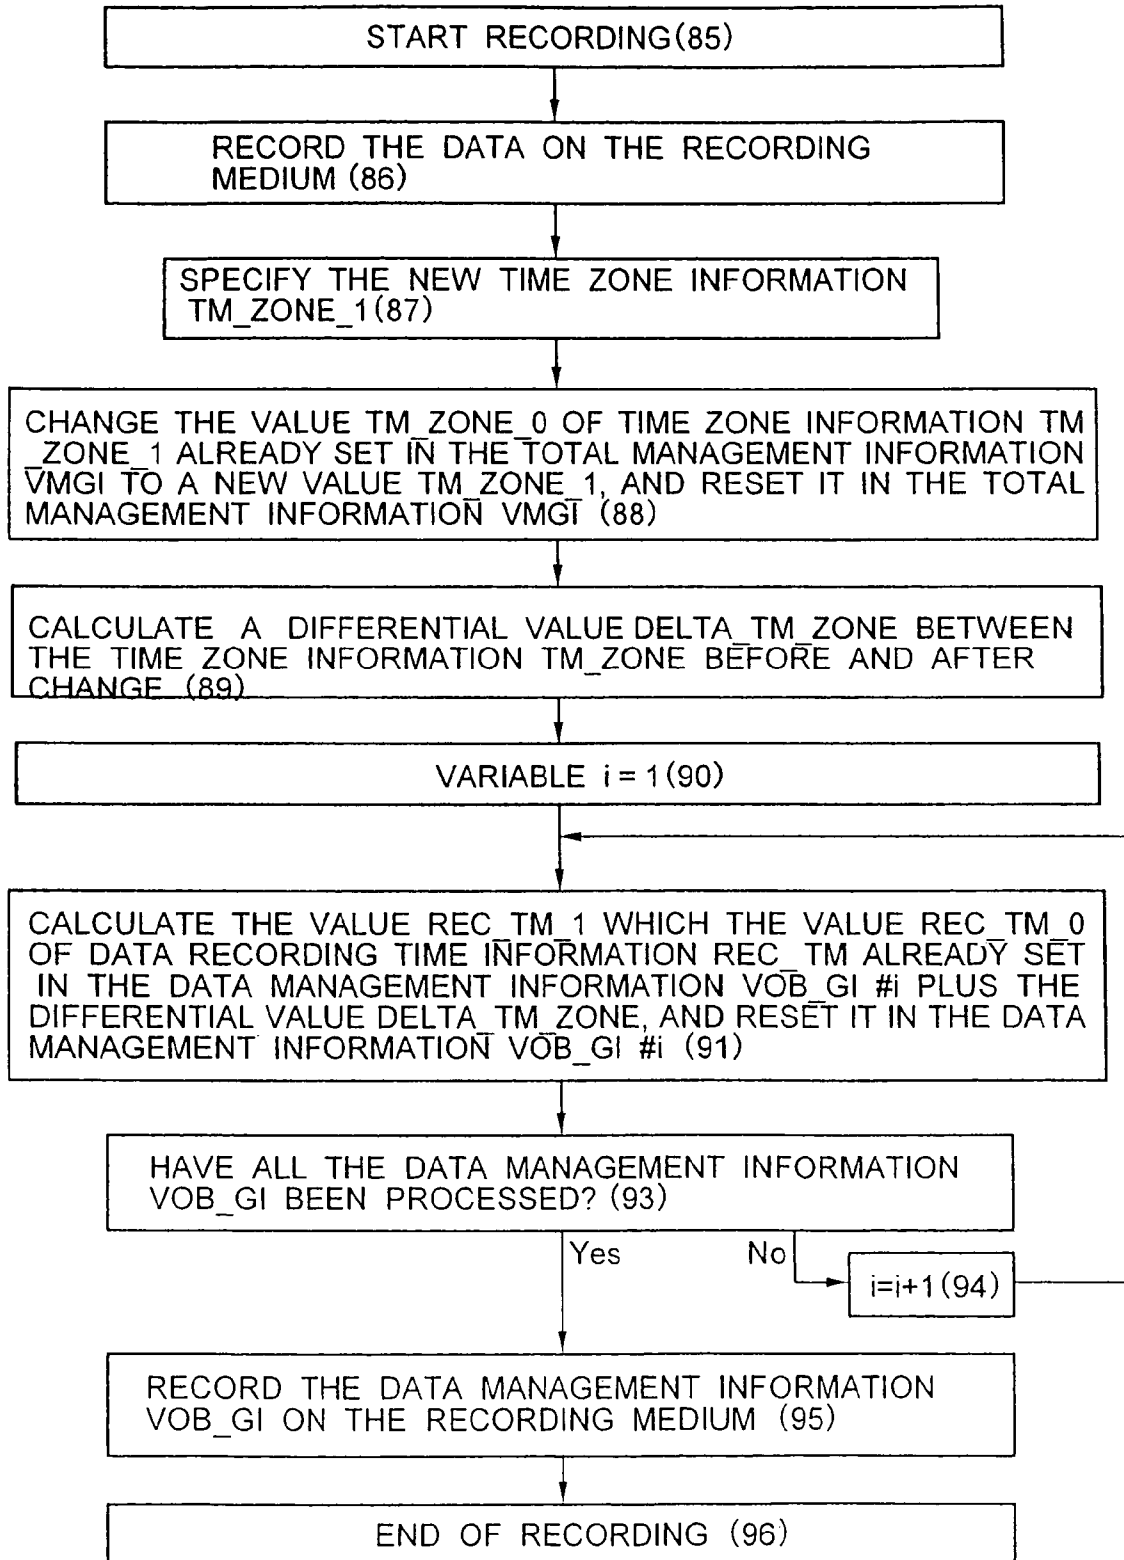 START RECORDING(85)
RECORD THE DATA ON THE RECORDING
MEDIUM (86)
SPECIFY THE NEW TIME ZONE INFORMATION
TM_ZONE_1(87)
CHANGE THE VALUE TM_ZONE_0 OF TIME ZONE INFORMATION TM
_ZONE_1 ALREADY SET IN THE TOTAL MANAGEMENT INFORMATION
VMGI TO A NEW VALUE TM_ZONE_1, AND RESET IT IN THE TOTAL
MANAGEMENT INFORMATION VMGI (88)
CALCULATE A DIFFERENTIAL VALUE DELTA_TM_ZONE BETWEEN
THE TIME ZONE INFORMATION TM_ZONE BEFORE AND AFTER
CHANGE (89)
VARIABLE i = 1(90)
CALCULATE THE VALUE REC_TM_1 WHICH THE VALUE REC_TM_0
OF DATA RECORDING TIME INFORMATION REC_TM ALREADY SET
IN THE DATA MANAGEMENT INFORMATION VOB_GI #i PLUS THE
DIFFERENTIAL VALUE DELTA_TM_ZONE, AND RESET IT IN THE DATA
MANAGEMENT INFORMATION VOB_GI #i (91)
HAVE ALL THE DATA MANAGEMENT INFORMATION
VOB_GI BEEN PROCESSED? (93)
Yes
No
i=i+1(94)
RECORD THE DATA MANAGEMENT INFORMATION
VOB_GI ON THE RECORDING MEDIUM (95)
END OF RECORDING (96)